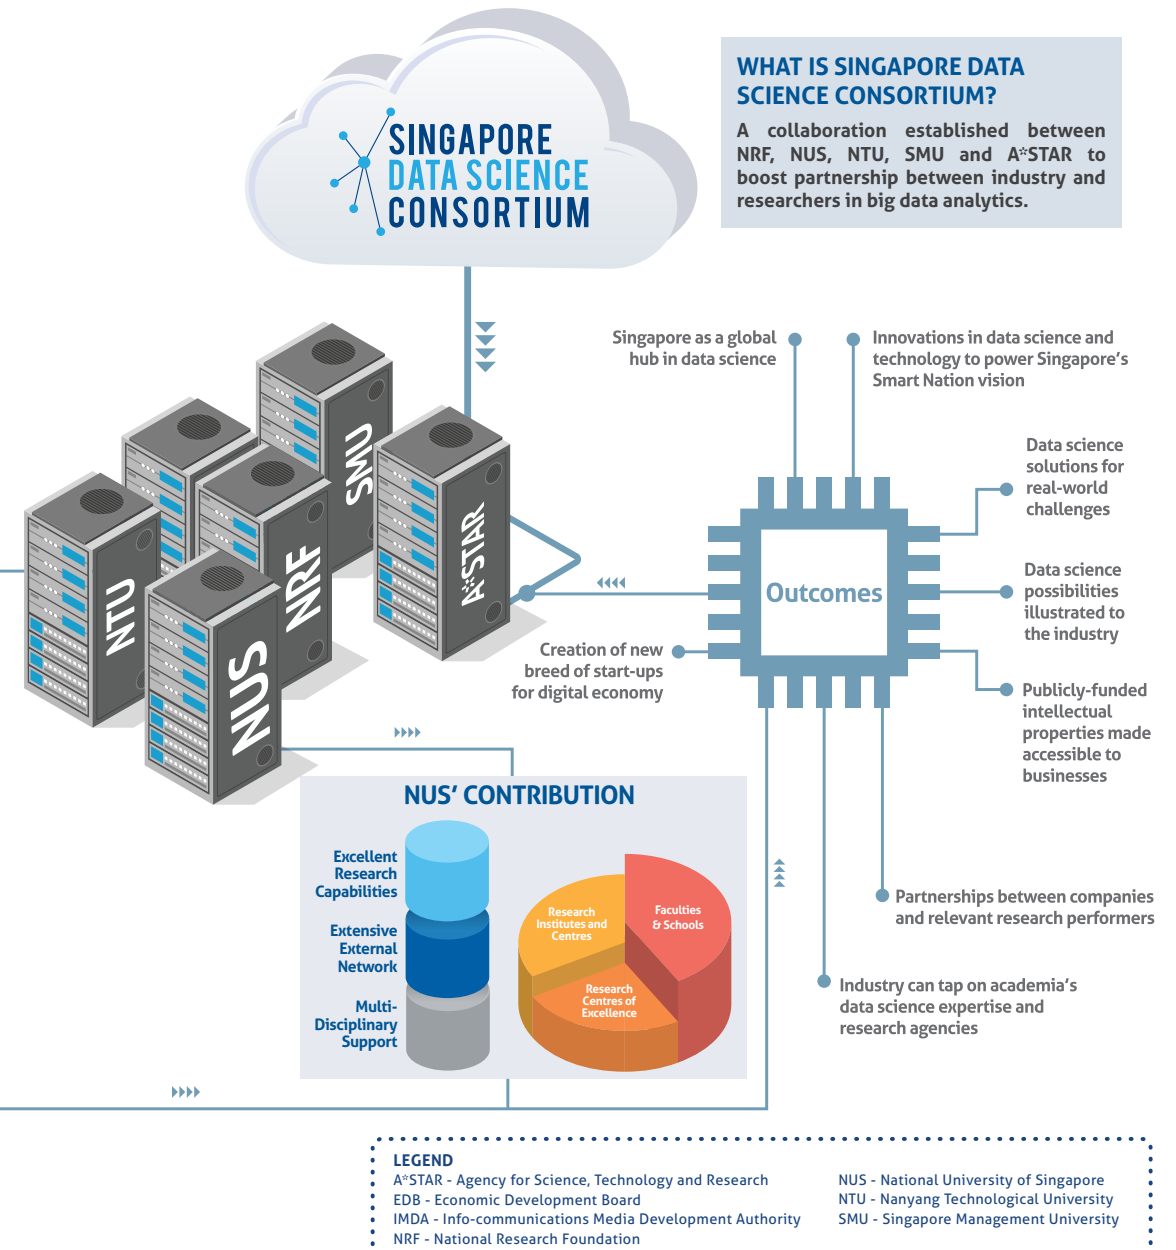 SINGAPORE
DATA SCIENCE
CONSORTIUM
WHAT IS SINGAPORE DATA
SCIENCE CONSORTIUM?
A collaboration established between
NRF, NUS, NTU, SMU and A*STAR to
boost partnership between industry and
researchers in big data analytics.
Singapore as a global
hub in data science
Innovations in data science and
technology to power Singapore's
Smart Nation vision
Data science
solutions for
real-world
challenges
Data science
possibilities
illustrated to
the industry
Publicly-funded
intellectual
properties made
accessible to
businesses
Partnerships between companies
and relevant research performers
Industry can tap on academia's
data science expertise and
research agencies
Creation of new
breed of start-ups
for digital economy
Outcomes
SMU
A*STAR
NRF
NTU
NUS
NUS' CONTRIBUTION
Excellent
Research
Capabilities
Extensive
External
Network
Multi-
Disciplinary
Support
Research
Institutes and
Centres
Faculties
& Schools
Research
Centres of
Excellence
LEGEND
A*STAR - Agency for Science, Technology and Research
EDB - Economic Development Board
IMDA - Info-communications Media Development Authority
NRF - National Research Foundation
NUS - National University of Singapore
NTU - Nanyang Technological University
SMU - Singapore Management University